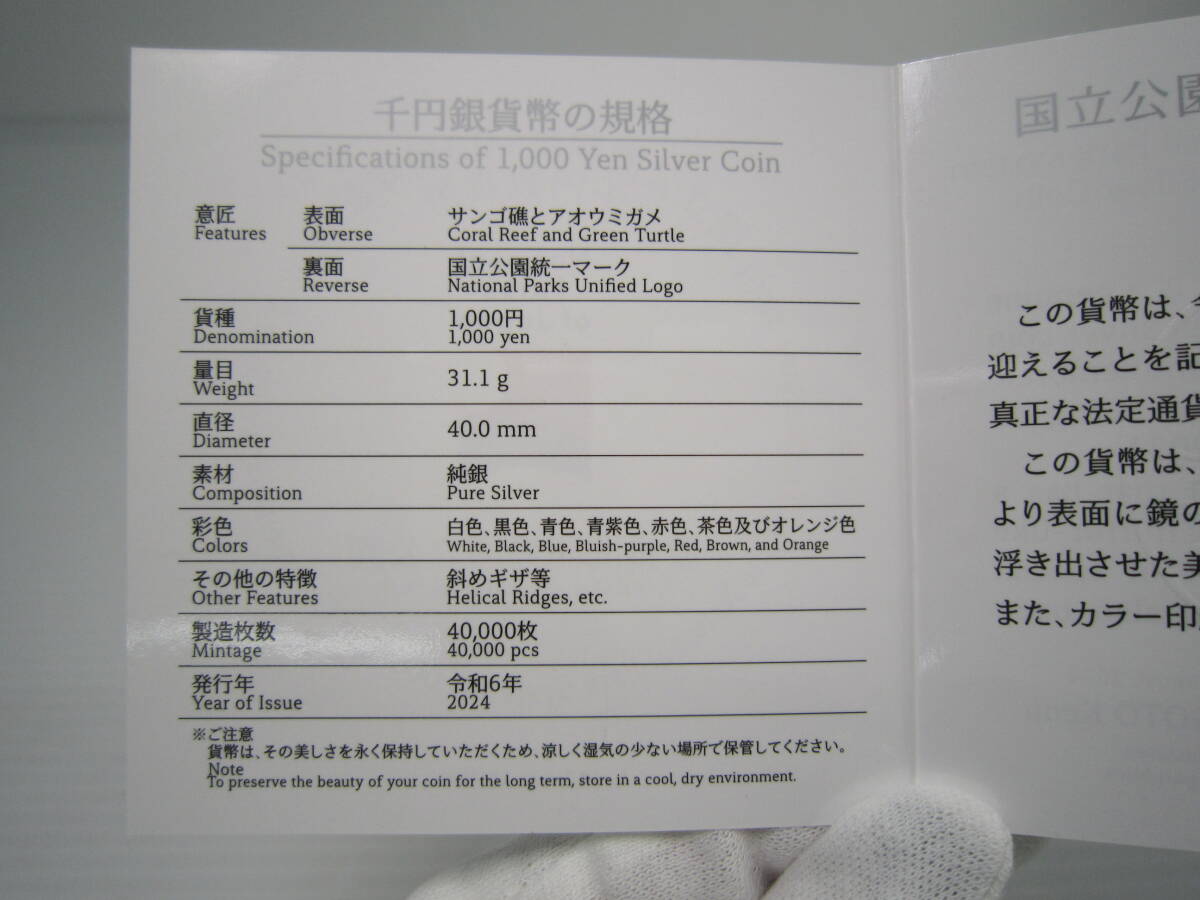 千円銀貨幣の規格
Specifications of 1,000 Yen Silver Coin
意匠 表面 サンゴ礁とアオウミガメ
Features Obverse Coral Reef and Green Turtle
裏面 国立公園統一マーク
Reverse National Parks Unified Logo
貨種 1,000円
Denomination 1,000 yen
量目
Weight
31.1 g
直径
Diameter
40.0 mm
素材 純銀
Composition Pure Silver
彩色 白色、黒色、青色、青紫色、赤色、茶色及びオレンジ色
Colors White, Black, Blue, Bluish-purple, Red, Brown, and Orange
その他の特徴 斜めギザ等
Other Features Helical Ridges, etc.
製造枚数 40,000枚
Mintage 40,000 pcs
発行年 令和6年
Year of Issue 2024
※ご注意
貨幣は、その美しさを永く保持していただくため、涼しく湿気の少ない場所で保管してください。
Note
To preserve the beauty of your coin for the long term, store in a cool, dry environment.
国立公園
この貨幣は、
迎えることを記
真正な法定通貨
この貨幣は、
より表面に鏡の
浮き出させた美
また、カラー印